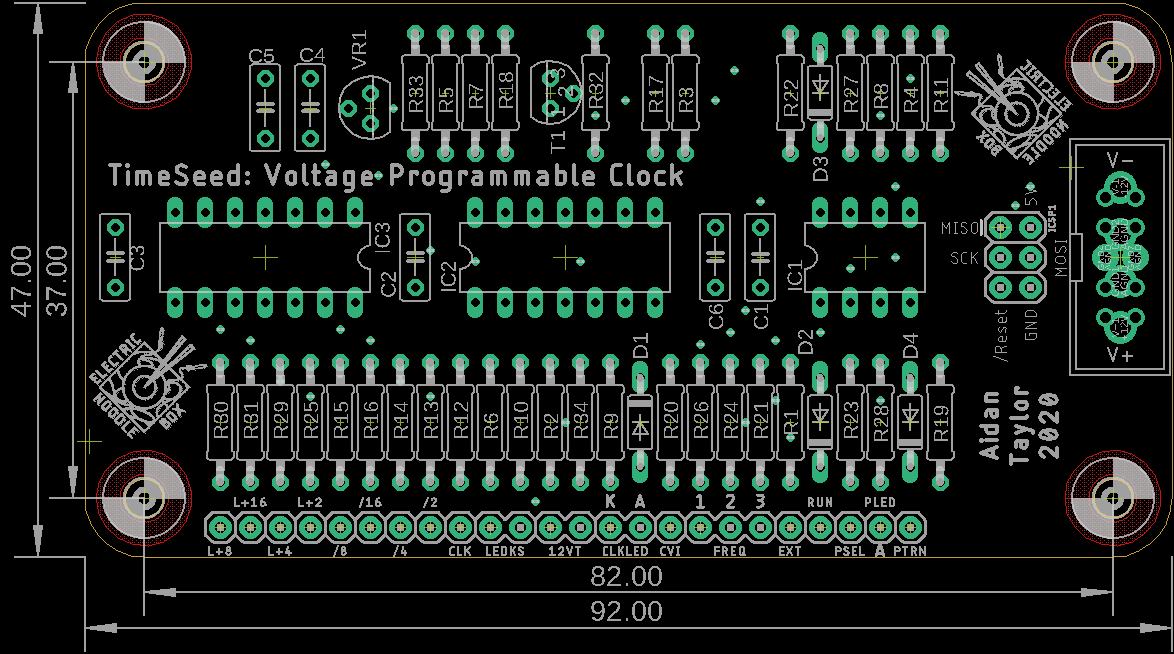 C5 C4 VR1
R33 R5 R7 R18 T1 R32 R17 R3 R22 D3 R27 R8 R4 R11
ELECTRIC
NOODLE
BOX
TimeSeed: Voltage Programmable Clock
V-
5V
ICSP1
MISO
SCK
MOSI
/Reset
GND
V+
C3 IC3 C2 IC2 C6 C1 IC1
47.00
37.00
D1 D2 D4
ELECTRIC
NOODLE
BOX
R30 R31 R29 R25 R15 R16 R14 R13 R12 R6 R10 R2 R34 R9 R20 R26 R24 R21 R1 R23 R28 R19
Aidan
Taylor
2020
L+16 L+2 /16 /2 K A 1 2 3 RUN PLED
L+8 L+4 /8 /4 CLK LEDKS 12VT CLKLED CVI FREQ EXT PSEL A PTRN
82.00
92.00